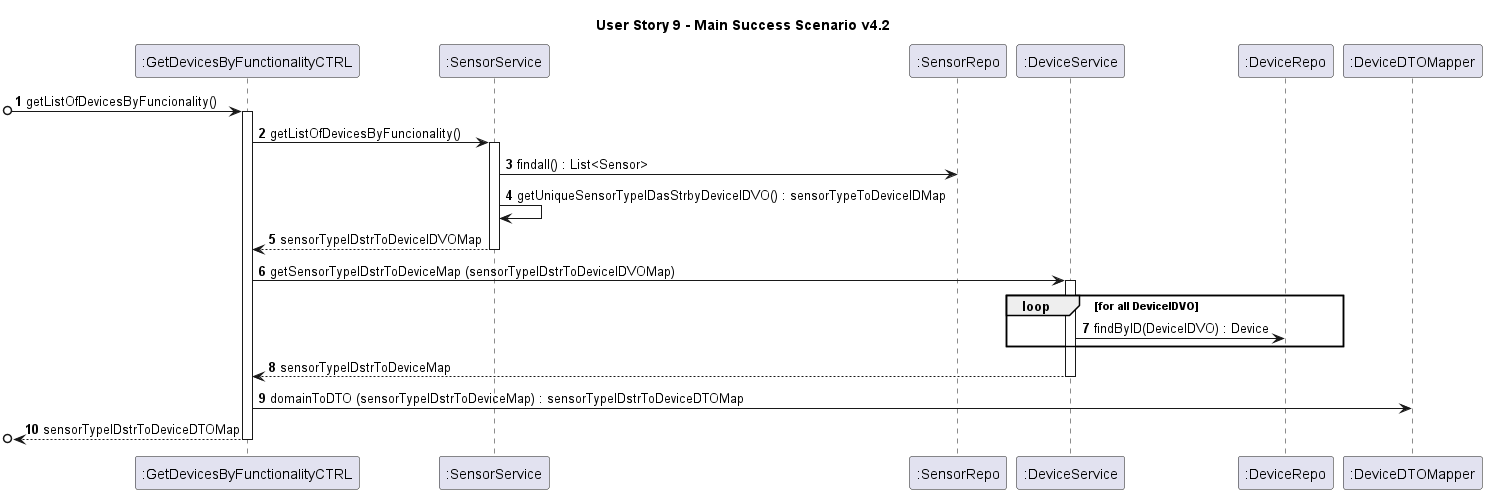 User Story 9 - Main Success Scenario v4.2
:GetDevicesByFunctionalityCTRL :SensorService :SensorRepo :DeviceService :DeviceRepo :DeviceDTOMapper
1 getListOfDevicesByFuncionality()
2 getListOfDevicesByFuncionality()
3 findall() : List<Sensor>
4 getUniqueSensorTypeIDasStrbyDeviceIDVO() : sensorTypeToDeviceIDMap
5 sensorTypeIDstrToDeviceIDVOMap
6 getSensorTypeIDstrToDeviceMap (sensorTypeIDstrToDeviceIDVOMap)
loop [for all DeviceIDVO]
7 findByID(DeviceIDVO) : Device
8 sensorTypeIDstrToDeviceMap
9 domainToDTO (sensorTypeIDstrToDeviceMap) : sensorTypeIDstrToDeviceDTOMap
10 sensorTypeIDstrToDeviceDTOMap
:GetDevicesByFunctionalityCTRL :SensorService :SensorRepo :DeviceService :DeviceRepo :DeviceDTOMapper